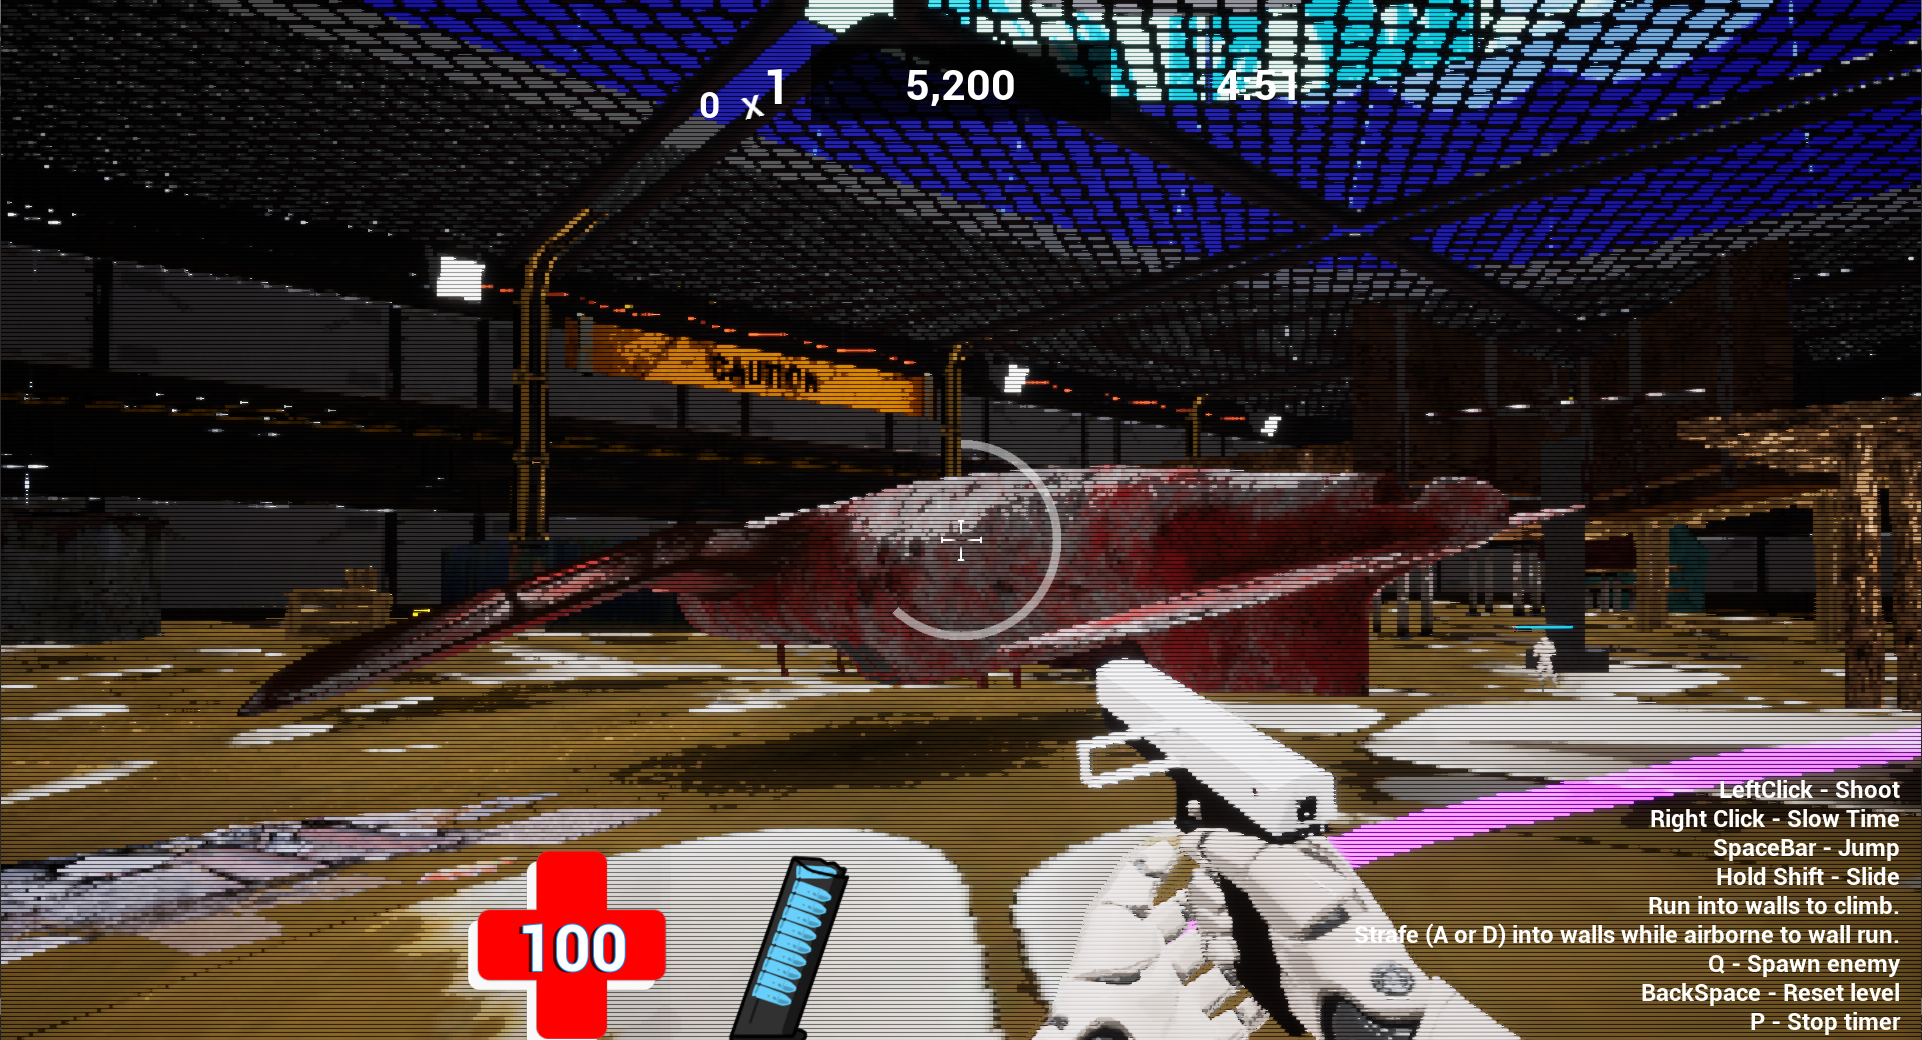 0 x 1
5,200
4:51
CAUTION
100
LeftClick - Shoot
Right Click - Slow Time
SpaceBar - Jump
Hold Shift - Slide
Run into walls to climb.
Strafe (A or D) into walls while airborne to wall run.
Q - Spawn enemy
BackSpace - Reset level
P - Stop timer